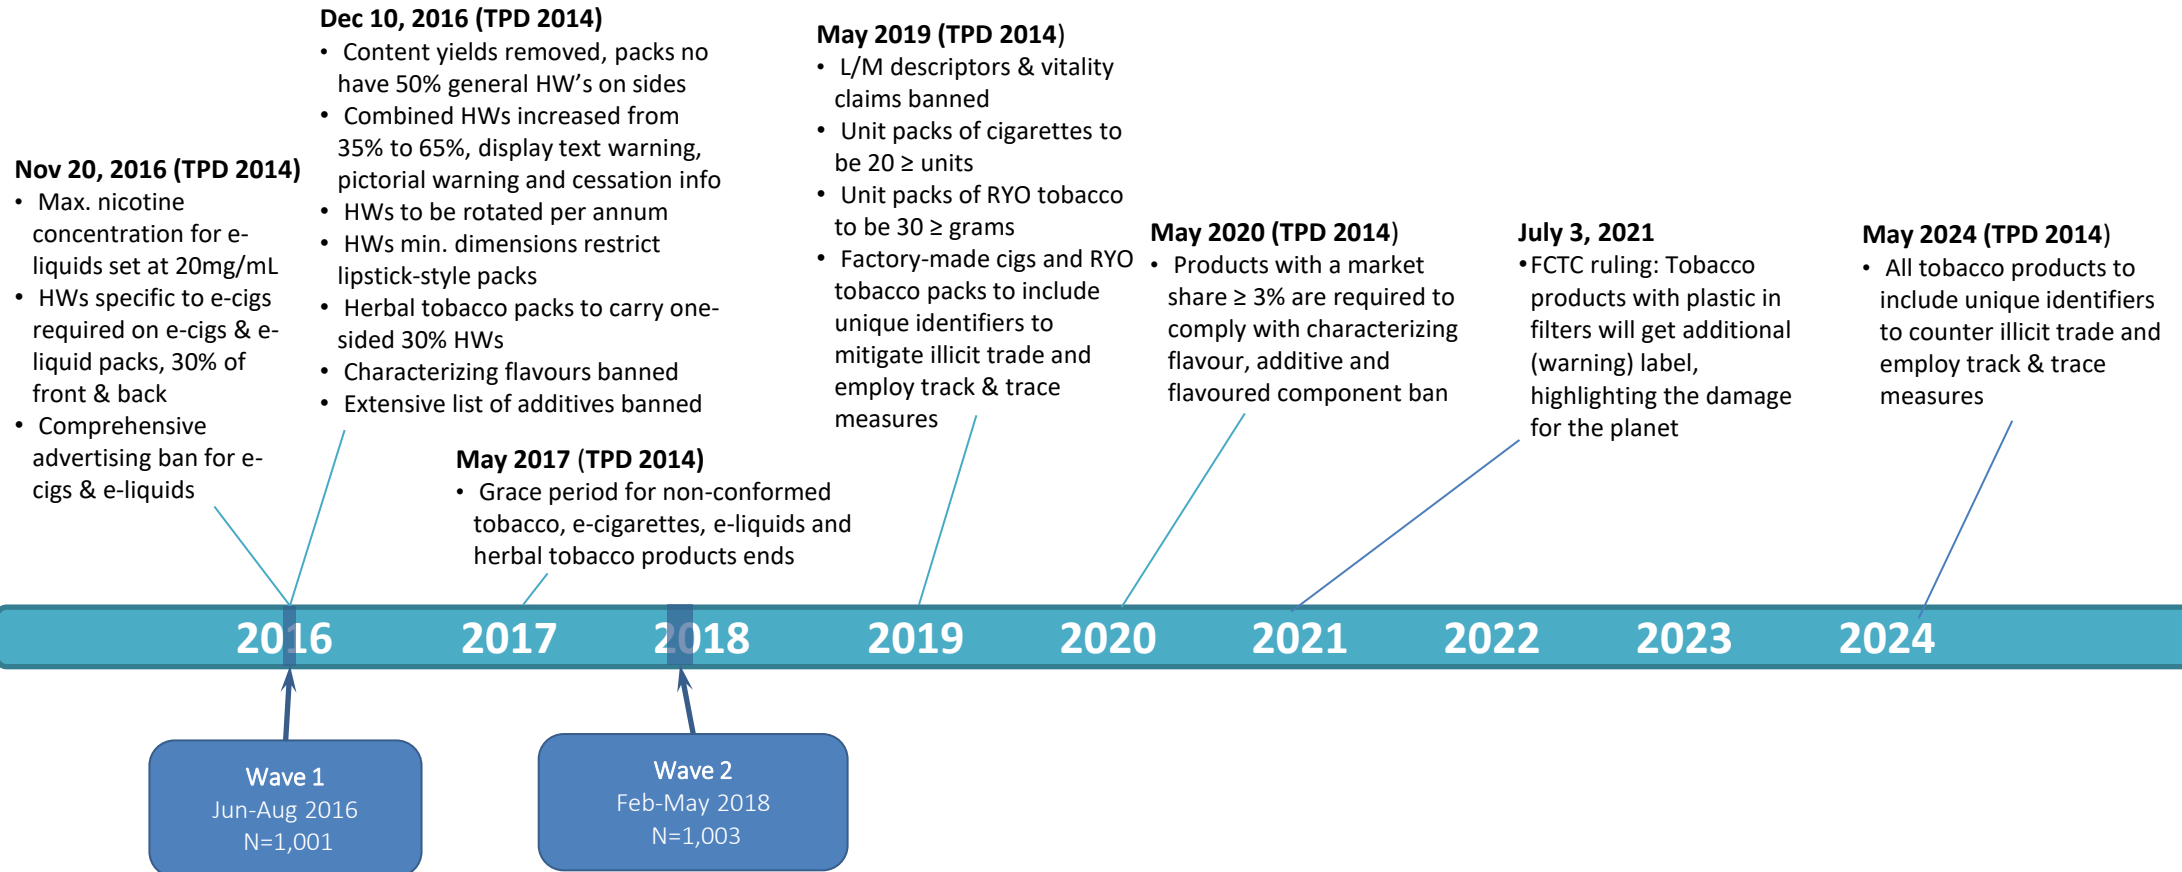 Nov 20, 2016 (TPD 2014)
• Max. nicotine
concentration for e-
liquids set at 20mg/mL
• HWs specific to e-cigs
required on e-cigs & e-
liquid packs, 30% of
front & back
• Comprehensive
advertising ban for e-
cigs & e-liquids
Dec 10, 2016 (TPD 2014)
• Content yields removed, packs no
have 50% general HW's on sides
• Combined HWs increased from
35% to 65%, display text warning,
pictorial warning and cessation info
• HWs to be rotated per annum
• HWs min. dimensions restrict
lipstick-style packs
• Herbal tobacco packs to carry one-
sided 30% HWs
• Characterizing flavours banned
• Extensive list of additives banned
May 2017 (TPD 2014)
• Grace period for non-conformed
tobacco, e-cigarettes, e-liquids and
herbal tobacco products ends
May 2019 (TPD 2014)
• L/M descriptors & vitality
claims banned
• Unit packs of cigarettes to
be 20 ≥ units
• Unit packs of RYO tobacco
to be 30 ≥ grams
• Factory-made cigs and RYO
tobacco packs to include
unique identifiers to
mitigate illicit trade and
employ track & trace
measures
May 2020 (TPD 2014)
• Products with a market
share ≥ 3% are required to
comply with characterizing
flavour, additive and
flavoured component ban
July 3, 2021
•FCTC ruling: Tobacco
products with plastic in
filters will get additional
(warning) label,
highlighting the damage
for the planet
May 2024 (TPD 2014)
• All tobacco products to
include unique identifiers
to counter illicit trade and
employ track & trace
measures
2016 2017 2018 2019 2020 2021 2022 2023 2024
Wave 1
Jun-Aug 2016
N=1,001
Wave 2
Feb-May 2018
N=1,003